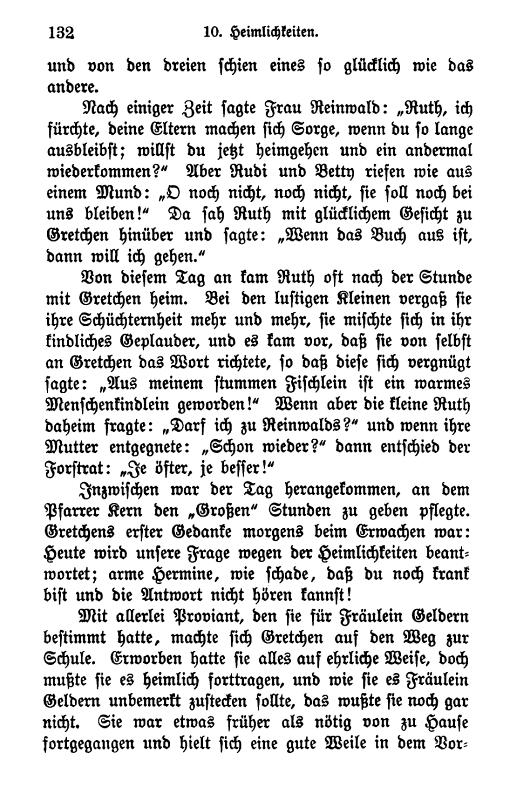 132 10. Heimlichkeiten.
und von den dreien schien eines so glücklich wie das
andere.
Nach einiger Zeit sagte Frau Reinwald: „Ruth, ich
fürchte, deine Eltern machen sich Sorge, wenn du so lange
ausbleibst; willst du jetzt heimgehen und ein andermal
wiederkommen?“ Aber Rudi und Betty riefen wie aus
einem Mund: „O noch nicht, noch nicht, sie soll noch bei
uns bleiben!“ Da sah Ruth mit glücklichem Gesicht zu
Gretchen hinüber und sagte: „Wenn das Buch aus ist,
dann will ich gehen.“
Von diesem Tag an kam Ruth oft nach der Stunde
mit Gretchen heim. Bei den lustigen Kleinen vergaß sie
ihre Schüchternheit mehr und mehr, sie mischte sich in ihr
kindliches Geplauder, und es kam vor, daß sie von selbst
an Gretchen das Wort richtete, so daß diese sich vergnügt
sagte: „Aus meinem stummen Fischlein ist ein warmes
Menschenkindlein geworden!“ Wenn aber die kleine Ruth
daheim fragte: „Darf ich zu Reinwalds?“ und wenn ihre
Mutter entgegnete: „Schon wieder?“ dann entschied der
Forstrat: „Je öfter, je besser!“
Inzwischen war der Tag herangekommen, an dem
Pfarrer Kern den „Großen“ Stunden zu geben pflegte.
Gretchens erster Gedanke morgens beim Erwachen war:
Heute wird unsere Frage wegen der Heimlichkeiten beant-
wortet; arme Hermine, wie schade, daß du noch krank
bist und die Antwort nicht hören kannst!
Mit allerlei Proviant, den sie für Fräulein Geldern
bestimmt hatte, machte sich Gretchen auf den Weg zur
Schule. Erworben hatte sie alles auf ehrliche Weise, doch
mußte sie es heimlich forttragen, und wie sie es Fräulein
Geldern unbemerkt zustecken sollte, das wußte sie noch gar
nicht. Sie war etwas früher als nötig von zu Hause
fortgegangen und hielt sich eine gute Weile in dem Vor-